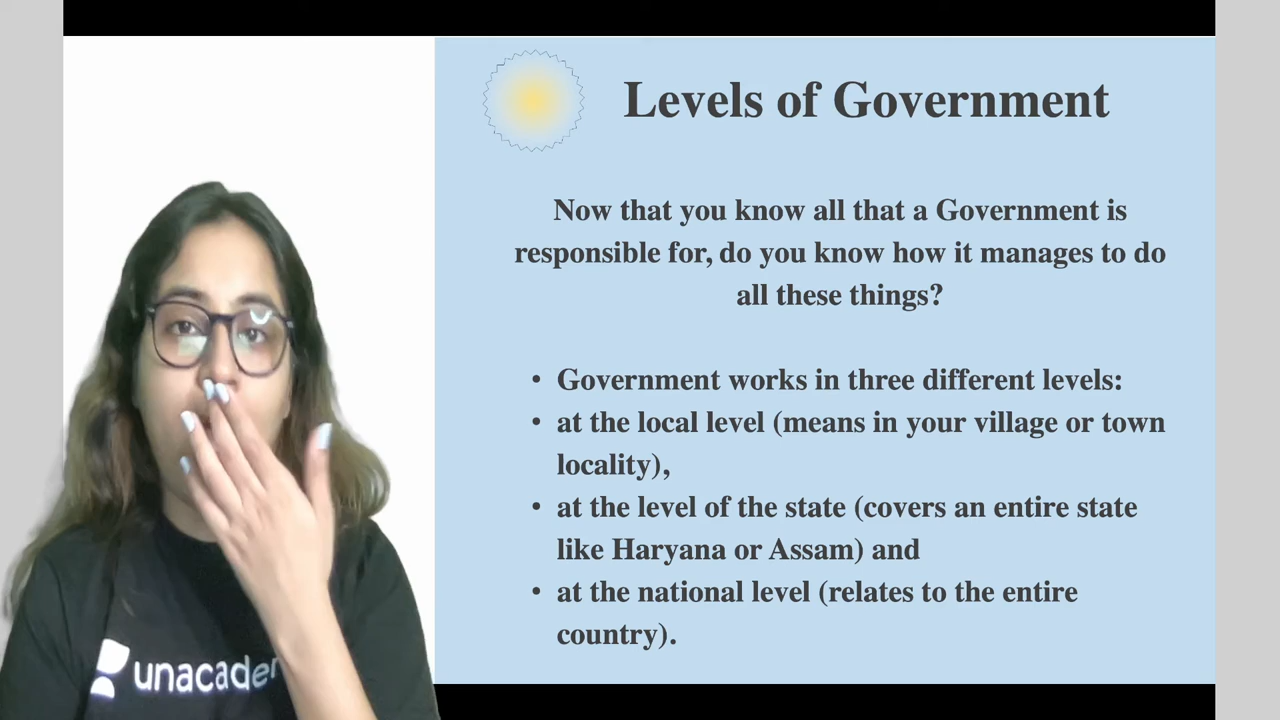 Levels of Government
Now that you know all that a Government is
responsible for, do you know how it manages to do
all these things?
• Government works in three different levels:
• at the local level (means in your village or town
locality),
• at the level of the state (covers an entire state
like Haryana or Assam) and
• at the national level (relates to the entire
country).
unacader